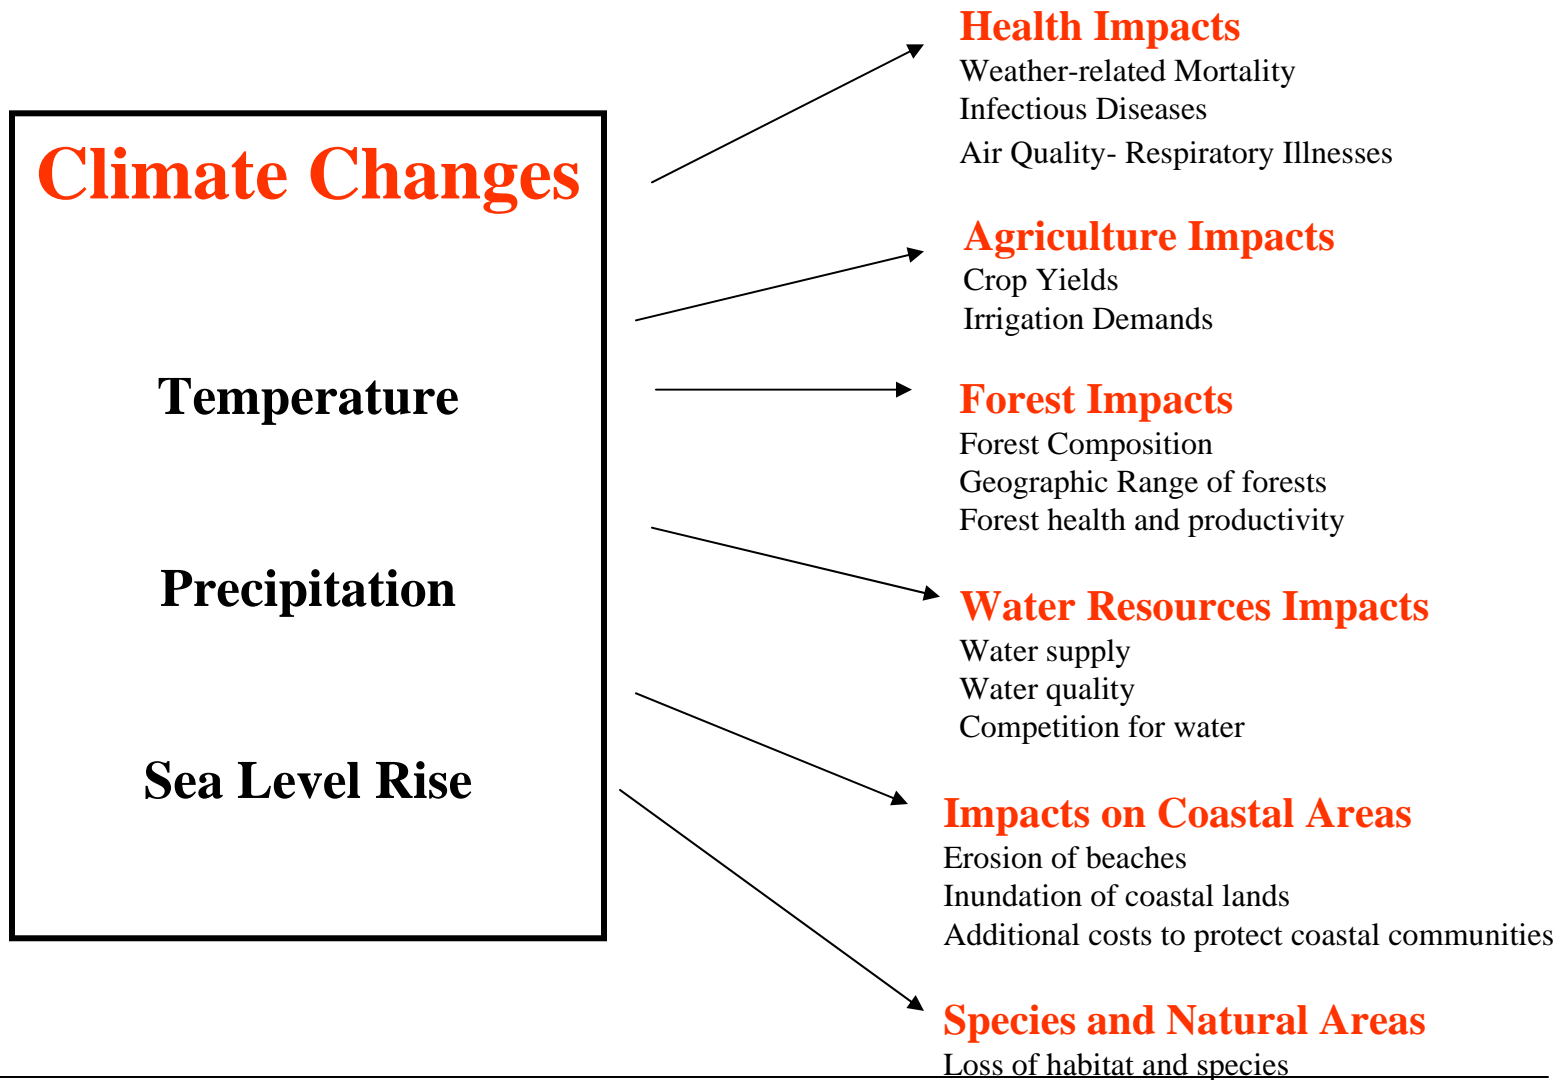 Climate Changes
Temperature
Precipitation
Sea Level Rise
Health Impacts
Weather-related Mortality
Infectious Diseases
Air Quality- Respiratory Illnesses
Agriculture Impacts
Crop Yields
Irrigation Demands
Forest Impacts
Forest Composition
Geographic Range of forests
Forest health and productivity
Water Resources Impacts
Water supply
Water quality
Competition for water
Impacts on Coastal Areas
Erosion of beaches
Inundation of coastal lands
Additional costs to protect coastal communities
Species and Natural Areas
Loss of habitat and species